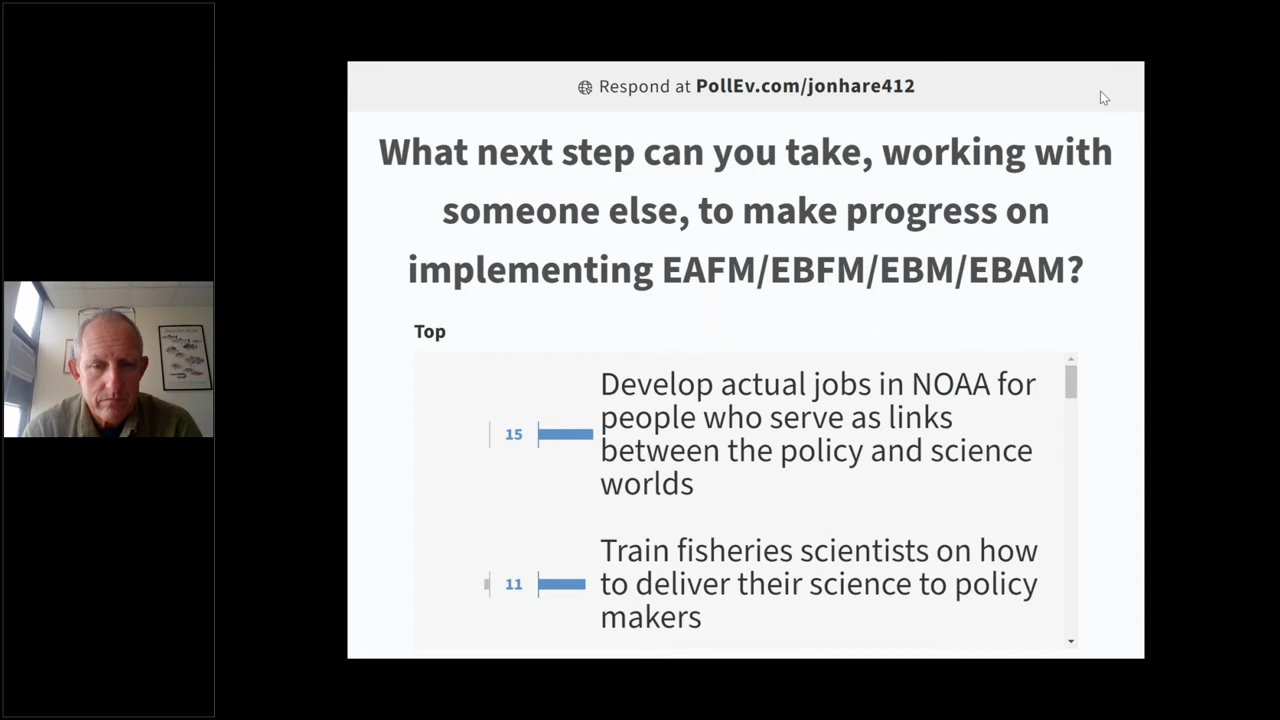 Respond at PollEv.com/jonhare412
What next step can you take, working with
someone else, to make progress on
implementing EAFM/EBFM/EBM/EBAM?
Top
15
Develop actual jobs in NOAA for
people who serve as links
between the policy and science
worlds
11
Train fisheries scientists on how
to deliver their science to policy
makers